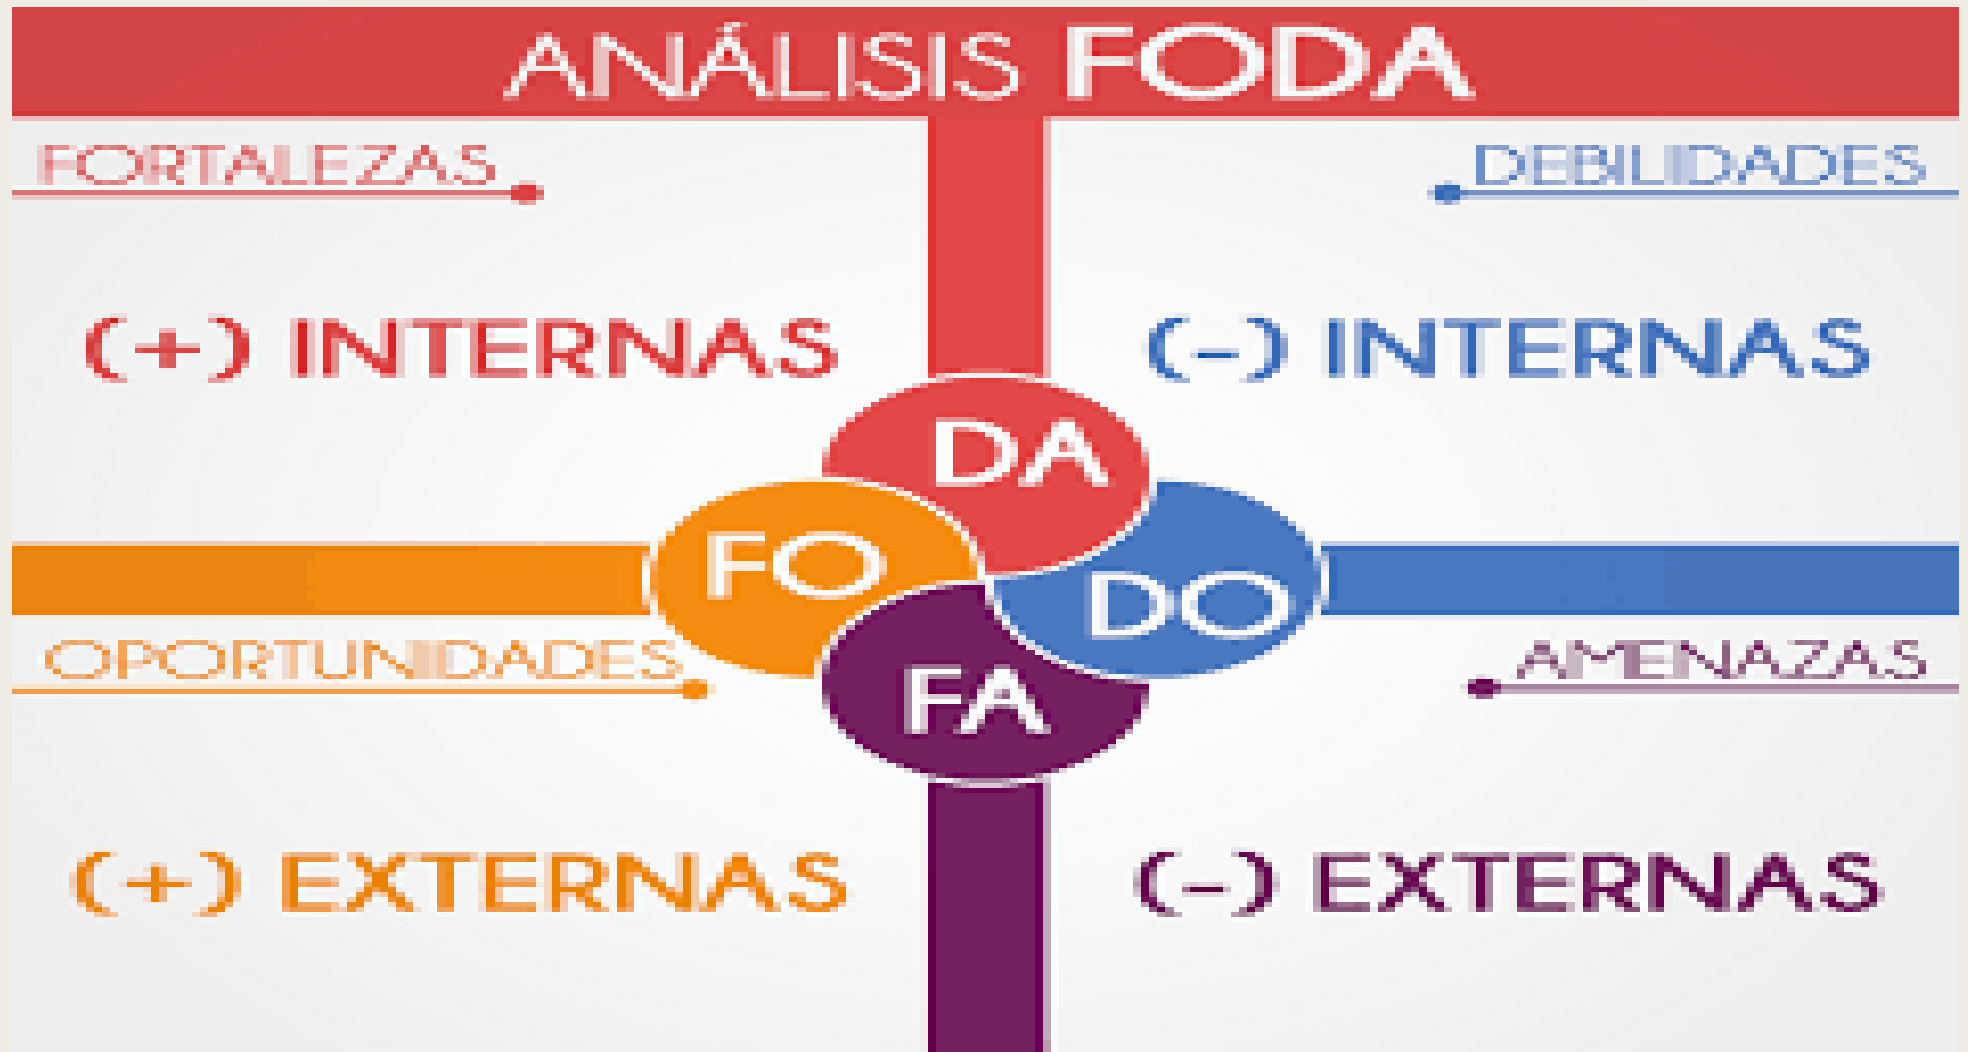 ANÁLISIS FODA
FORTALEZAS
DEBILIDADES
(+) INTERNAS
(-) INTERNAS
DA
FO
DO
OPORTUNIDADES
AMENAZAS
FA
(+) EXTERNAS
(-) EXTERNAS